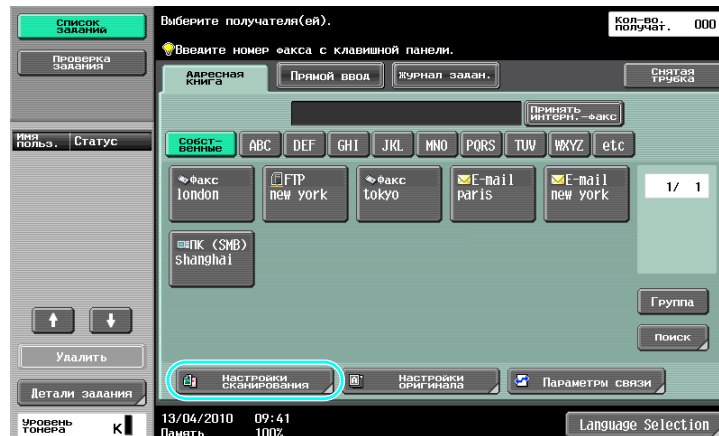 Список
заданий
Проверка
задания
Имя
польз.
Статус
Удалить
Детали задания
Уровень
тонера
K
Выберите получателя(ей).
Кол-во.
получат.
000
Введите номер факса с клавишной панели.
Адресная
книга
Прямой ввод
Журнал задан.
Снятая
трубка
Принять
интерн.-факс
Собст-
венные
ABC
DEF
GHI
JKL
MNO
PQRS
TUV
WXYZ
etc
Факс
london
FTP
new york
Факс
tokyo
E-mail
paris
E-mail
new york
1/ 1
ПК (SMB)
shanghai
Группа
Поиск
Настройки
сканирования
Настройки
оригинала
Параметры связи
13/04/2010 09:41
Память 100%
Language Selection